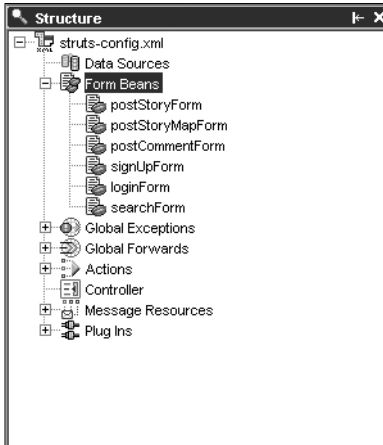 Structure
struts-config.xml
Data Sources
Form Beans
postStoryForm
postStoryMapForm
postCommentForm
signUpForm
loginForm
searchForm
Global Exceptions
Global Forwards
Actions
Controller
Message Resources
Plug Ins